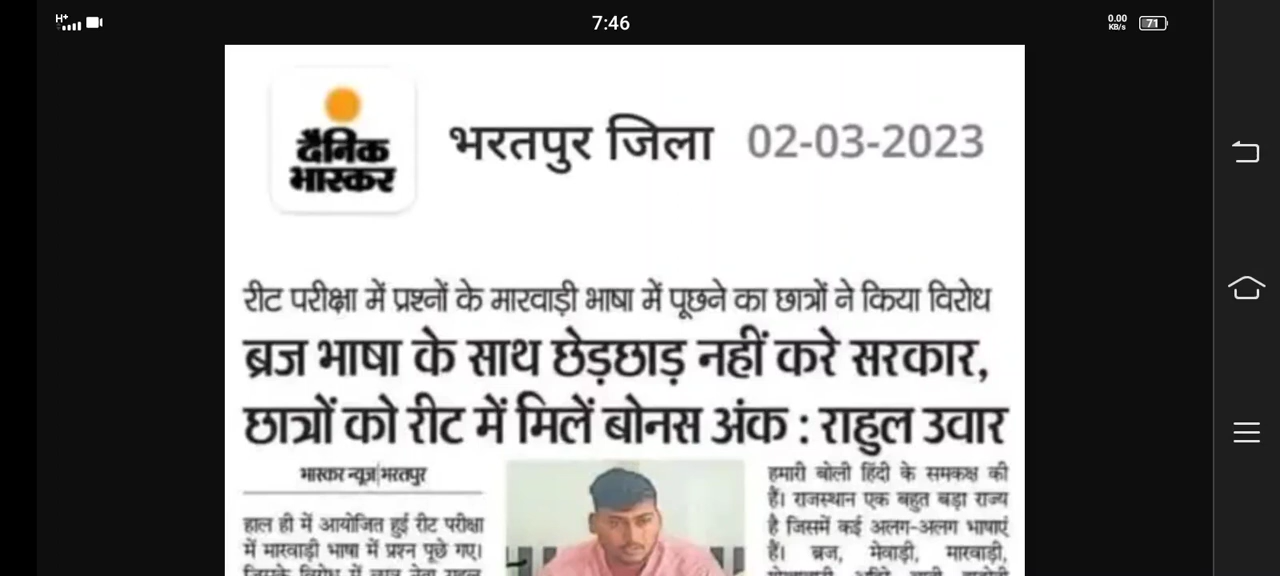 H+
7:46
0.00
KB/s
71
दैनिक
भास्कर
भरतपुर जिला 02-03-2023
रीट परीक्षा में प्रश्नों के मारवाड़ी भाषा में पूछने का छात्रों ने किया विरोध
ब्रज भाषा के साथ छेड़छाड़ नहीं करे सरकार,
छात्रों को रीट में मिलें बोनस अंक : राहुल उवार
भास्कर न्यूज|भरतपुर
हाल ही में आयोजित हुई रीट परीक्षा
में मारवाड़ी भाषा में प्रश्न पूछे गए।
हमारी बोली हिंदी के समकक्ष की
हैं। राजस्थान एक बहुत बड़ा राज्य
है जिसमें कई अलग-अलग भाषाएं
हैं। ब्रज, मेवाड़ी, मारवाड़ी,